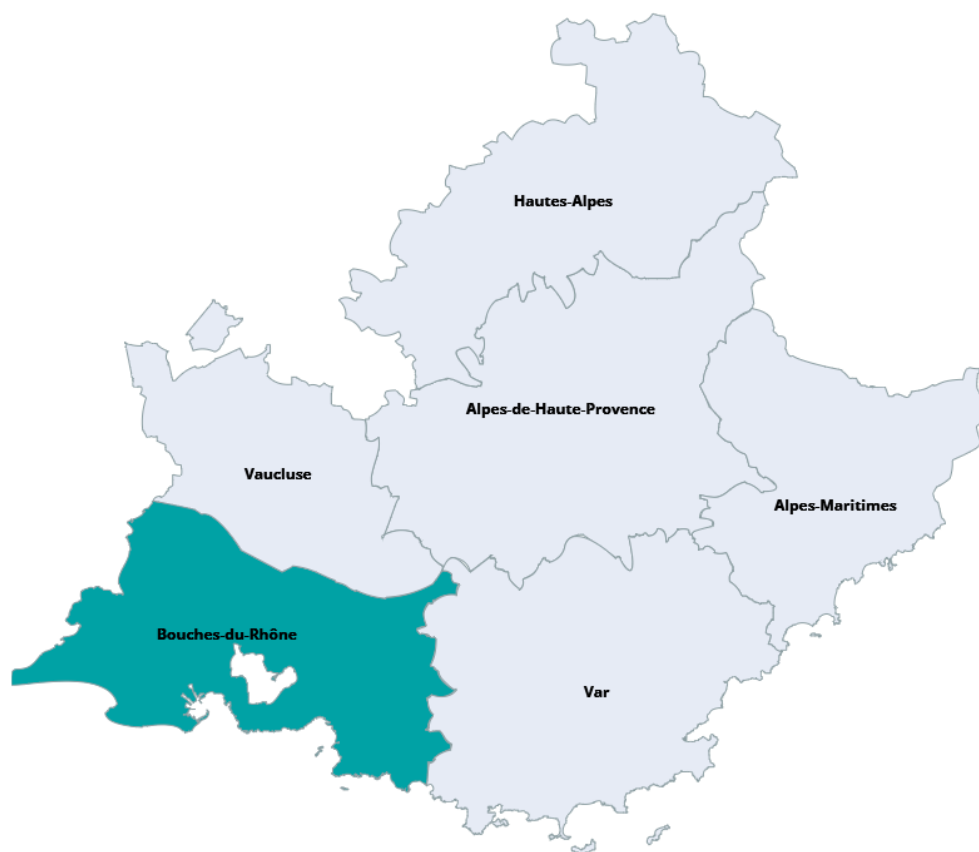 Hautes-Alpes
Alpes-de-Haute-Provence
Vaucluse
Alpes-Maritimes
Bouches-du-Rhône
Var